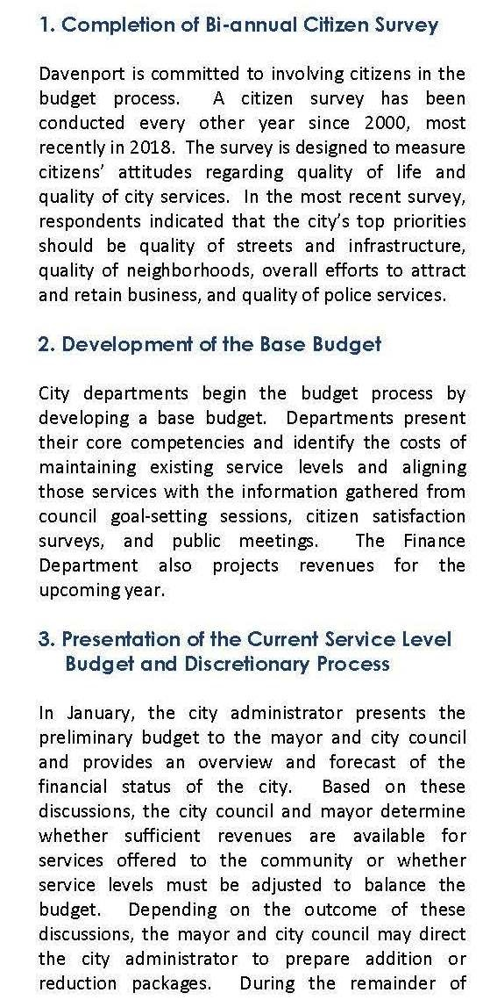 1. Completion of Bi-annual Citizen Survey
Davenport is committed to involving citizens in the
budget process. A citizen survey has been
conducted every other year since 2000, most
recently in 2018. The survey is designed to measure
citizens’ attitudes regarding quality of life and
quality of city services. In the most recent survey,
respondents indicated that the city’s top priorities
should be quality of streets and infrastructure,
quality of neighborhoods, overall efforts to attract
and retain business, and quality of police services.
2. Development of the Base Budget
City departments begin the budget process by
developing a base budget. Departments present
their core competencies and identify the costs of
maintaining existing service levels and aligning
those services with the information gathered from
council goal-setting sessions, citizen satisfaction
surveys, and public meetings. The Finance
Department also projects revenues for the
upcoming year.
3. Presentation of the Current Service Level
Budget and Discretionary Process
In January, the city administrator presents the
preliminary budget to the mayor and city council
and provides an overview and forecast of the
financial status of the city. Based on these
discussions, the city council and mayor determine
whether sufficient revenues are available for
services offered to the community or whether
service levels must be adjusted to balance the
budget. Depending on the outcome of these
discussions, the mayor and city council may direct
the city administrator to prepare addition or
reduction packages. During the remainder of